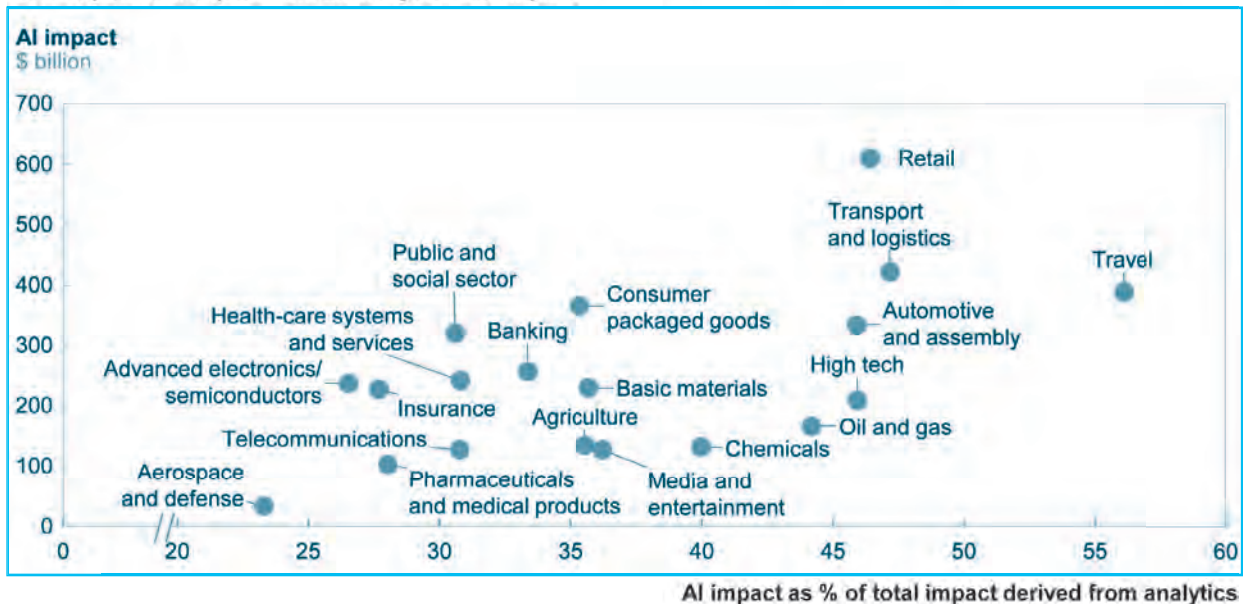 AI impact
$ billion
700
600
500
400
300
200
100
0
Retail
Transport
and logistics
Travel
Public and
social sector
Consumer
packaged goods
Automotive
and assembly
Health-care systems
and services
Banking
High tech
Advanced electronics/
semiconductors
Insurance
Basic materials
Agriculture
Oil and gas
Telecommunications
Chemicals
Aerospace
and defense
Pharmaceuticals
and medical products
Media and
entertainment
0 20 25 30 35 40 45 50 55 60
AI impact as % of total impact derived from analytics